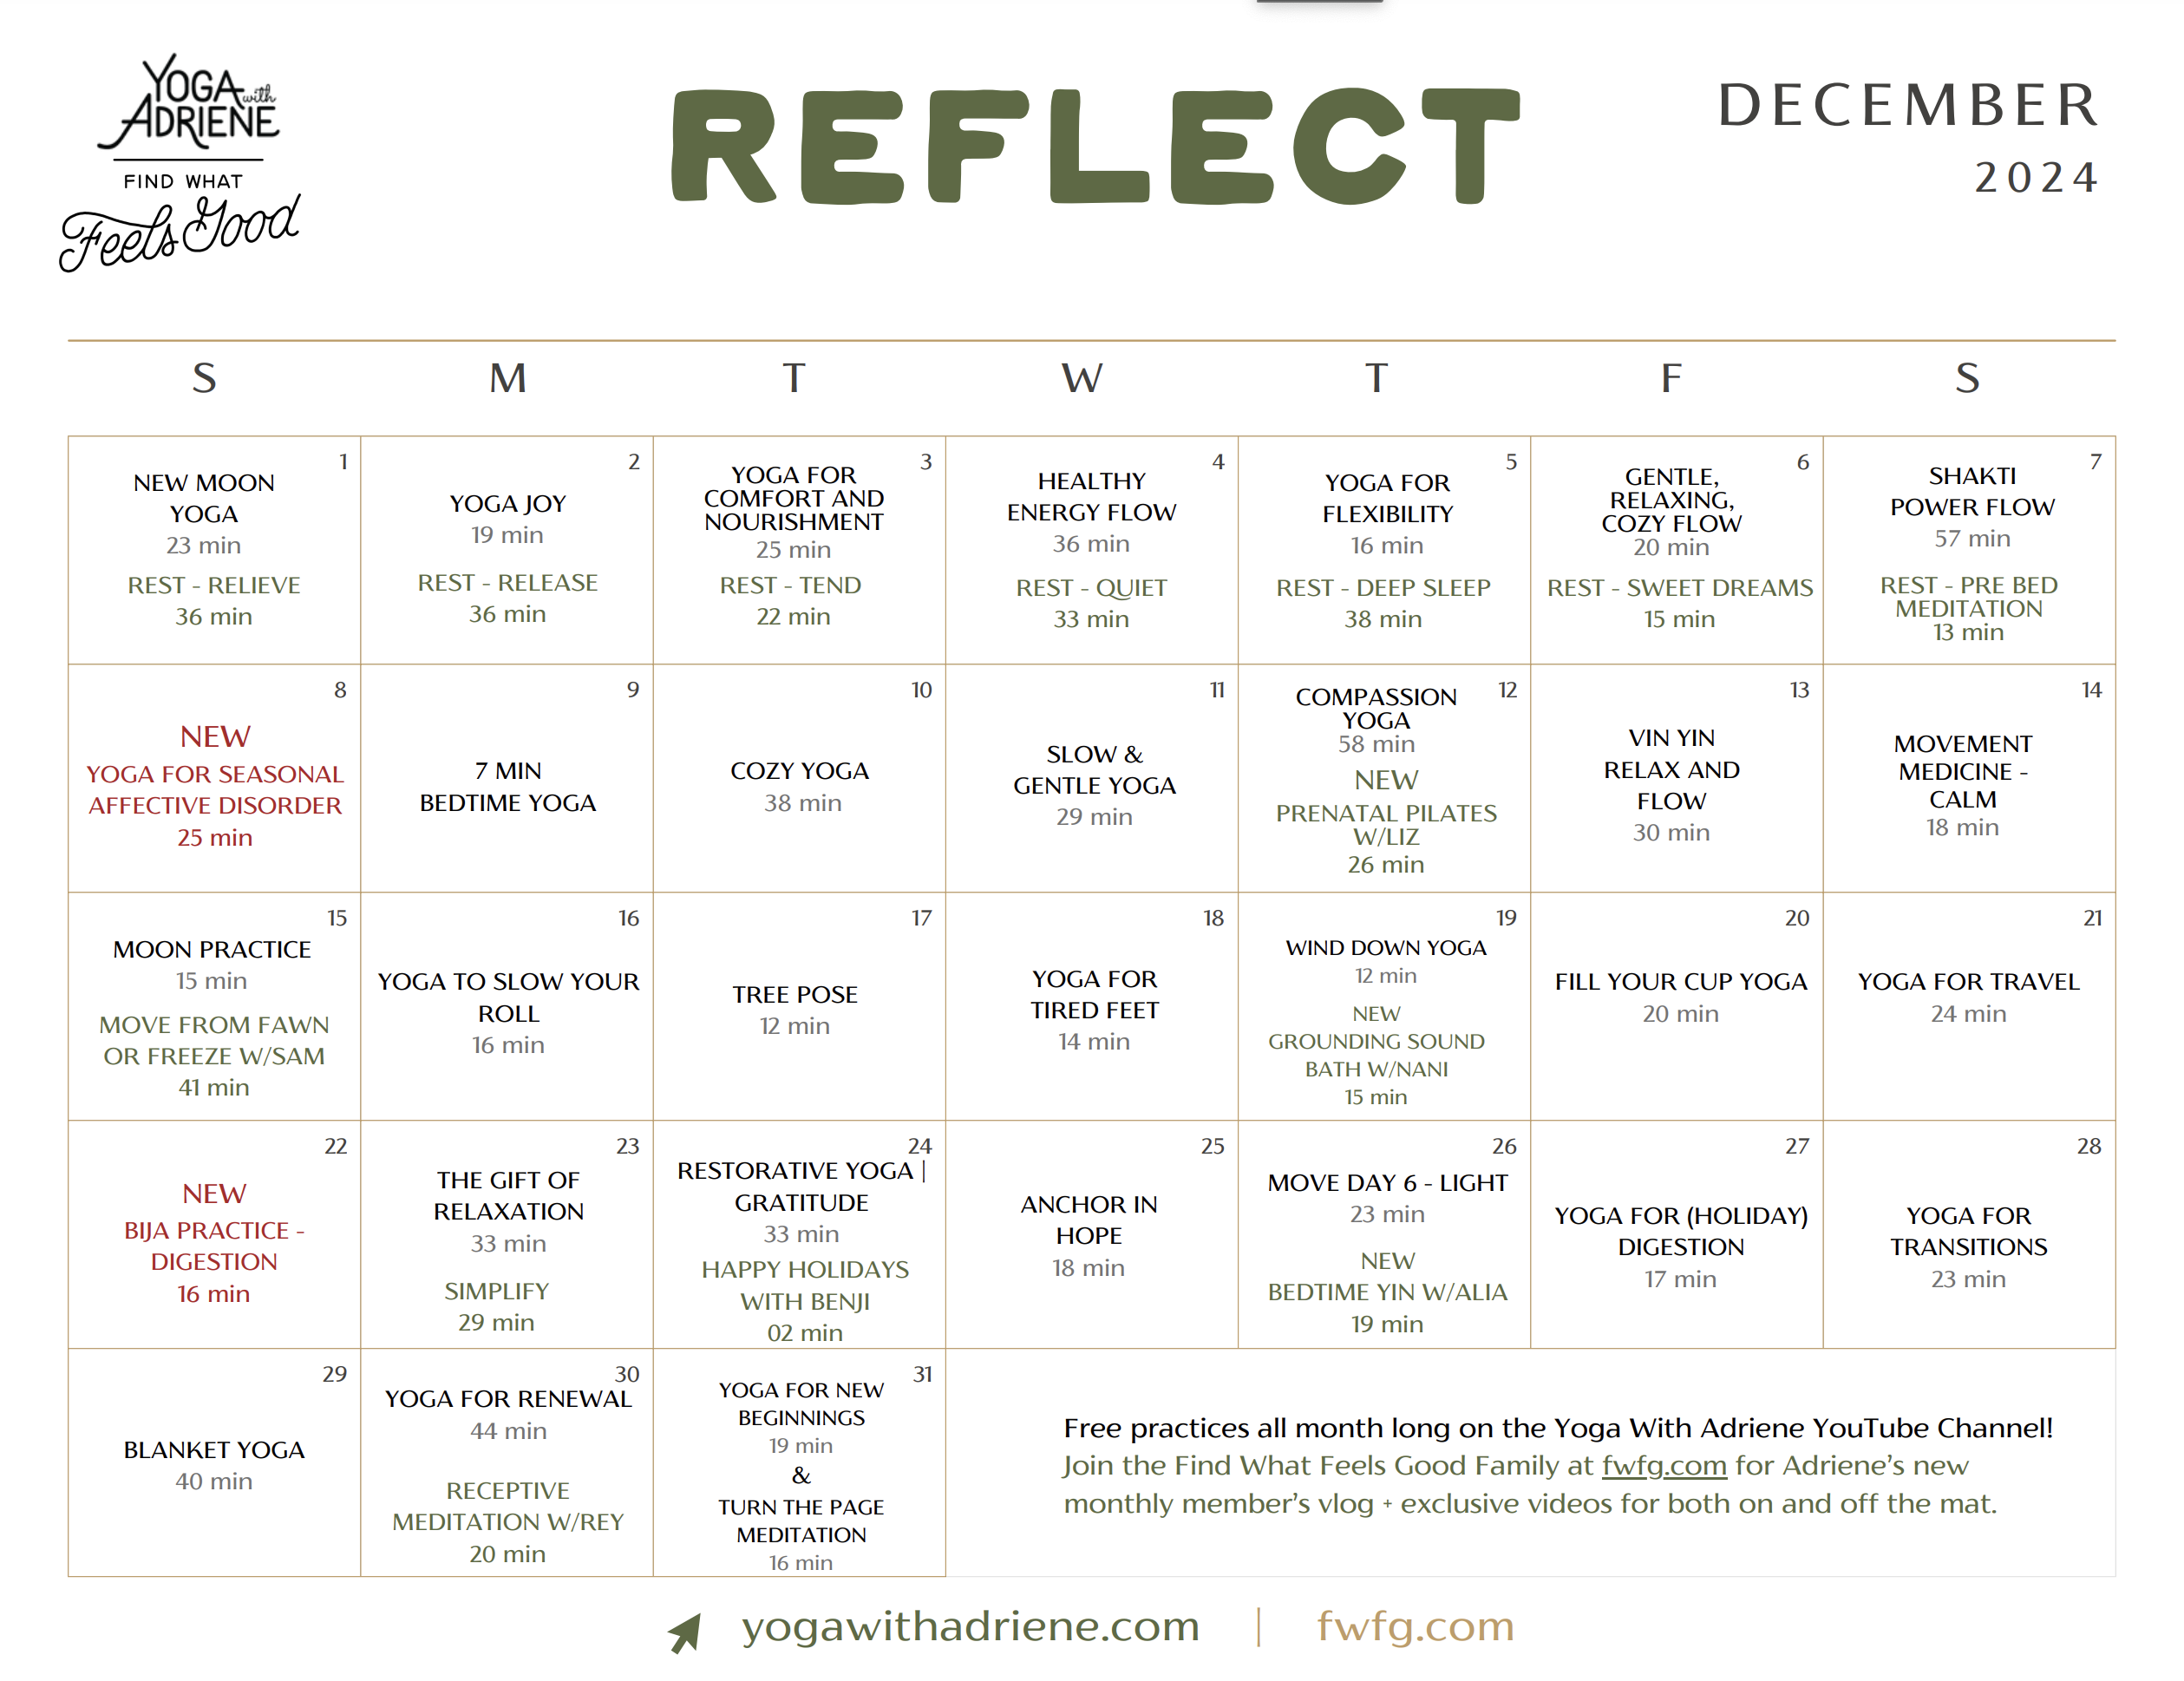 YOGA with
ADRIENE
FIND WHAT
Feels Good
REFLECT
DECEMBER
2024
S M T W T F S
1
NEW MOON
YOGA
23 min
REST - RELIEVE
36 min
2
YOGA JOY
19 min
REST - RELEASE
36 min
3
YOGA FOR
COMFORT AND
NOURISHMENT
25 min
REST - TEND
22 min
4
HEALTHY
ENERGY FLOW
36 min
REST - QUIET
33 min
5
YOGA FOR
FLEXIBILITY
16 min
REST - DEEP SLEEP
38 min
6
GENTLE,
RELAXING,
COZY FLOW
20 min
REST - SWEET DREAMS
15 min
7
SHAKTI
POWER FLOW
57 min
REST - PRE BED
MEDITATION
13 min
8
NEW
YOGA FOR SEASONAL
AFFECTIVE DISORDER
25 min
9
7 MIN
BEDTIME YOGA
10
COZY YOGA
38 min
11
SLOW &
GENTLE YOGA
29 min
12
COMPASSION
YOGA
58 min
NEW
PRENATAL PILATES
W/LIZ
26 min
13
VIN YIN
RELAX AND
FLOW
30 min
14
MOVEMENT
MEDICINE -
CALM
18 min
15
MOON PRACTICE
15 min
MOVE FROM FAWN
OR FREEZE W/SAM
41 min
16
YOGA TO SLOW YOUR
ROLL
16 min
17
TREE POSE
12 min
18
YOGA FOR
TIRED FEET
14 min
19
WIND DOWN YOGA
12 min
NEW
GROUNDING SOUND
BATH W/NANI
15 min
20
FILL YOUR CUP YOGA
20 min
21
YOGA FOR TRAVEL
24 min
22
NEW
BIJA PRACTICE -
DIGESTION
16 min
23
THE GIFT OF
RELAXATION
33 min
SIMPLIFY
29 min
24
RESTORATIVE YOGA |
GRATITUDE
33 min
HAPPY HOLIDAYS
WITH BENJI
02 min
25
ANCHOR IN
HOPE
18 min
26
MOVE DAY 6 - LIGHT
23 min
NEW
BEDTIME YIN W/ALIA
19 min
27
YOGA FOR (HOLIDAY)
DIGESTION
17 min
28
YOGA FOR
TRANSITIONS
23 min
29
BLANKET YOGA
40 min
30
YOGA FOR RENEWAL
44 min
RECEPTIVE
MEDITATION W/REY
20 min
31
YOGA FOR NEW
BEGINNINGS
19 min
&
TURN THE PAGE
MEDITATION
16 min
Free practices all month long on the Yoga With Adriene YouTube Channel!
Join the Find What Feels Good Family at fwfg.com for Adriene’s new
monthly member’s vlog + exclusive videos for both on and off the mat.
yogawithadriene.com | fwfg.com